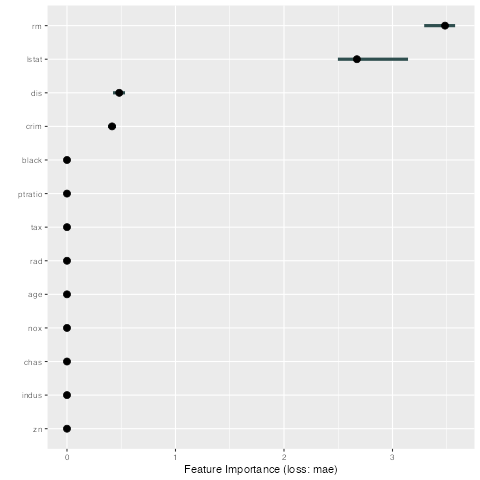 rm
lstat
dis
crim
black
ptratio
tax
rad
age
nox
chas
indus
zn
0 1 2 3
Feature Importance (loss: mae)